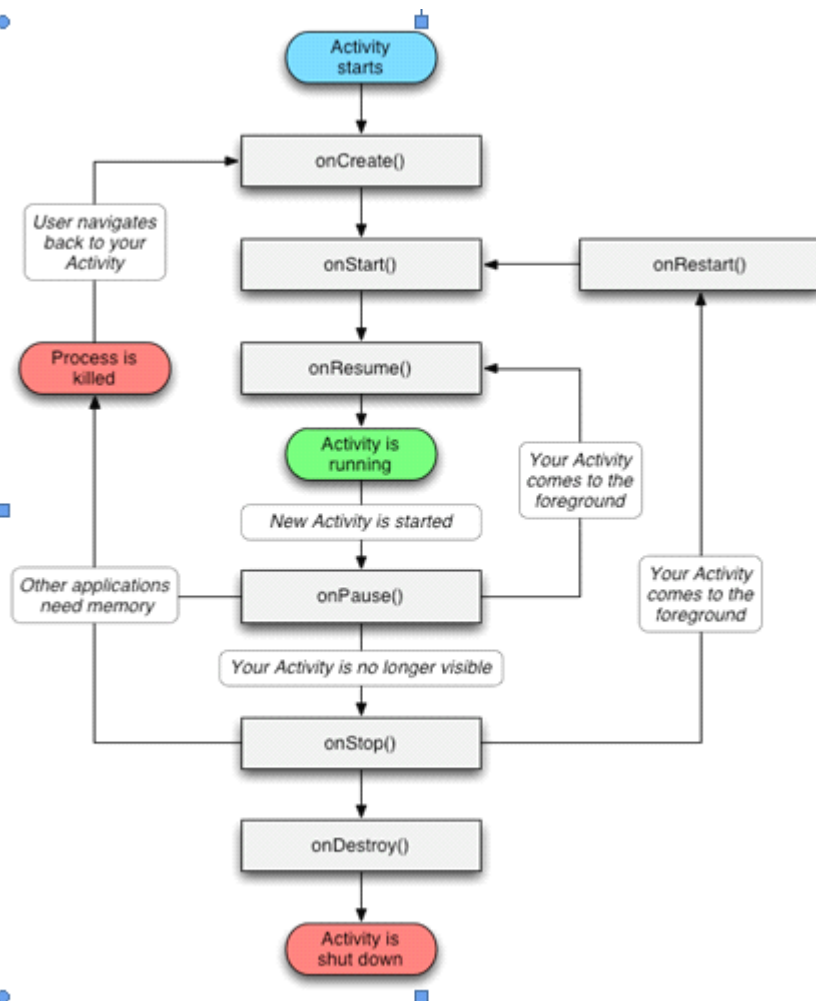 Activity
starts
onCreate()
User navigates
back to your
Activity
onStart()
onRestart()
Process is
killed
onResume()
Activity is
running
Your Activity
comes to the
foreground
New Activity is started
Other applications
need memory
onPause()
Your Activity
comes to the
foreground
Your Activity is no longer visible
onStop()
onDestroy()
Activity is
shut down